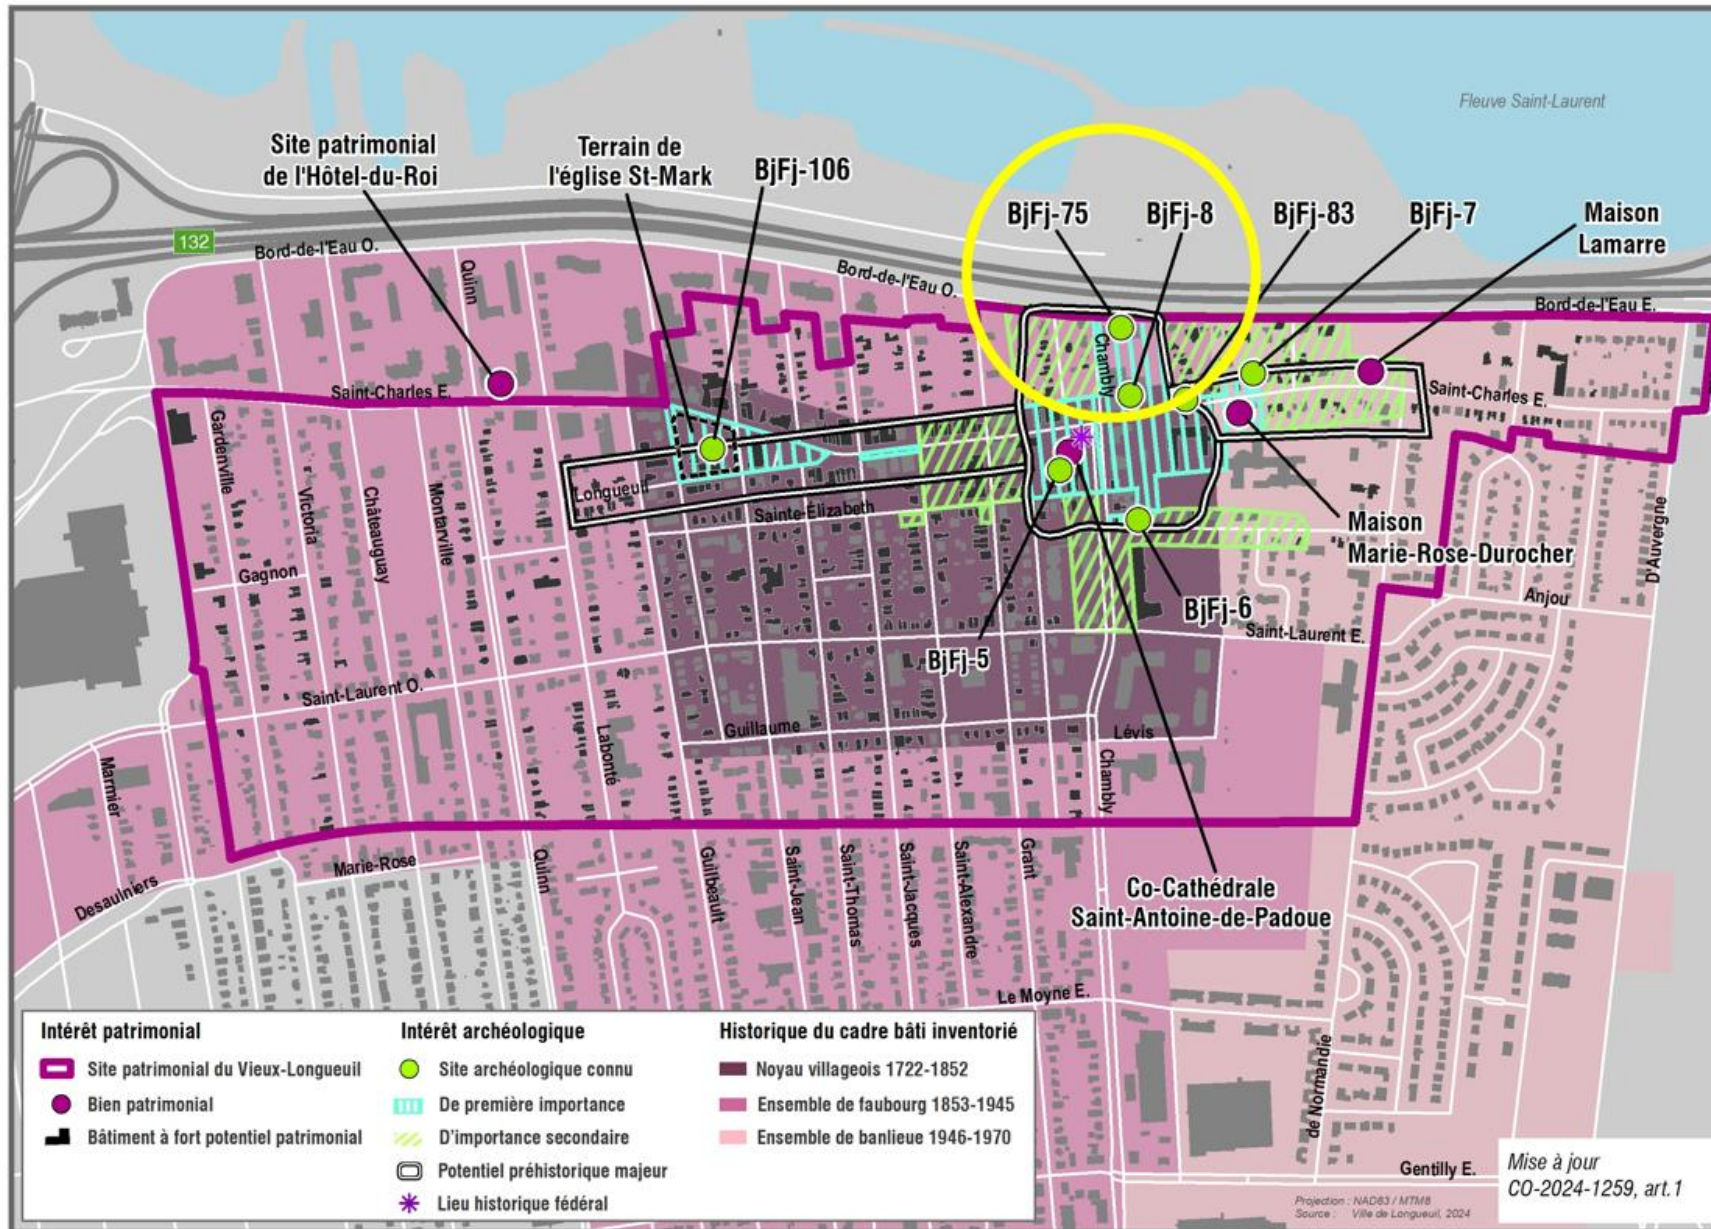 Fleuve Saint-Laurent
Site patrimonial
de l'Hôtel-du-Roi
Terrain de
l'église St-Mark
BjFj-106
BjFj-75
BjFj-8
BjFj-83
BjFj-7
Maison
Lamarre
132
Bord-de-l'Eau O.
Quinn
Bord-de-l'Eau O.
Bord-de-l'Eau E.
Chambly
Saint-Charles E.
Saint-Charles E.
Gardenville
Victoria
Châteauguay
Montarville
Longueuil
Sainte-Élizabeth
Maison
Marie-Rose-Durocher
D'Auvergne
Gagnon
Anjou
BjFj-6
Saint-Laurent E.
BjFj-5
Saint-Laurent O.
Guillaume
Lévis
Labonté
Marmier
Chambly
Desaulniers
Marie-Rose
Quinn
Guilbeault
Saint-Jean
Saint-Thomas
Saint-Jacques
Saint-Alexandre
Grant
Co-Cathédrale
Saint-Antoine-de-Padoue
Le Moyne E.
de Normandie
Gentilly E.
Intérêt patrimonial
Site patrimonial du Vieux-Longueuil
Bien patrimonial
Bâtiment à fort potentiel patrimonial
Intérêt archéologique
Site archéologique connu
De première importance
D'importance secondaire
Potentiel préhistorique majeur
Lieu historique fédéral
Historique du cadre bâti inventorié
Noyau villageois 1722-1852
Ensemble de faubourg 1853-1945
Ensemble de banlieue 1946-1970
Projection : NAD83 / MTM8
Source : Ville de Longueuil, 2024
Mise à jour
CO-2024-1259, art.1